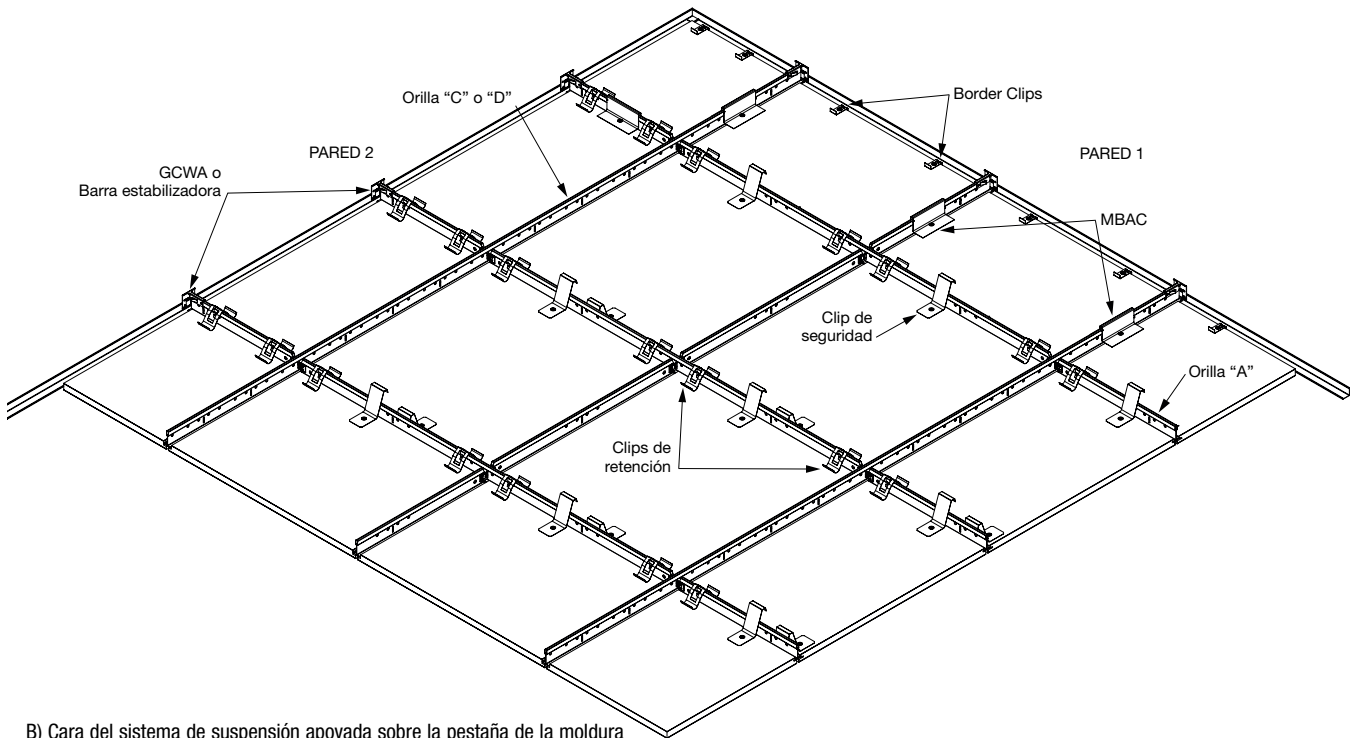 Orilla “C” o “D”
Border Clips
PARED 2
PARED 1
GCWA o
Barra estabilizadora
MBAC
Clip de
seguridad
Orilla “A”
Clips de
retención
B) Cara del sistema de suspensión apoyada sobre la pestaña de la moldura